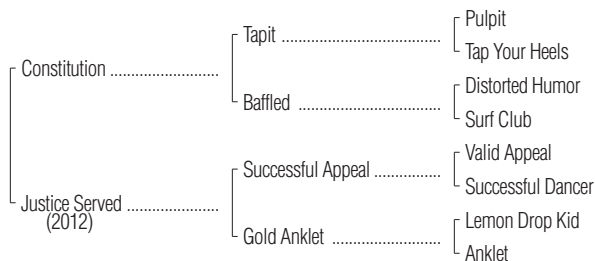 Pulpit
Tapit ..............................
Tap Your Heels
Constitution .....................
Distorted Humor
Baffled ...........................
Surf Club
Valid Appeal
Successful Appeal .............
Successful Dancer
Justice Served ..................
(2012)
Lemon Drop Kid
Gold Anklet .....................
Anklet